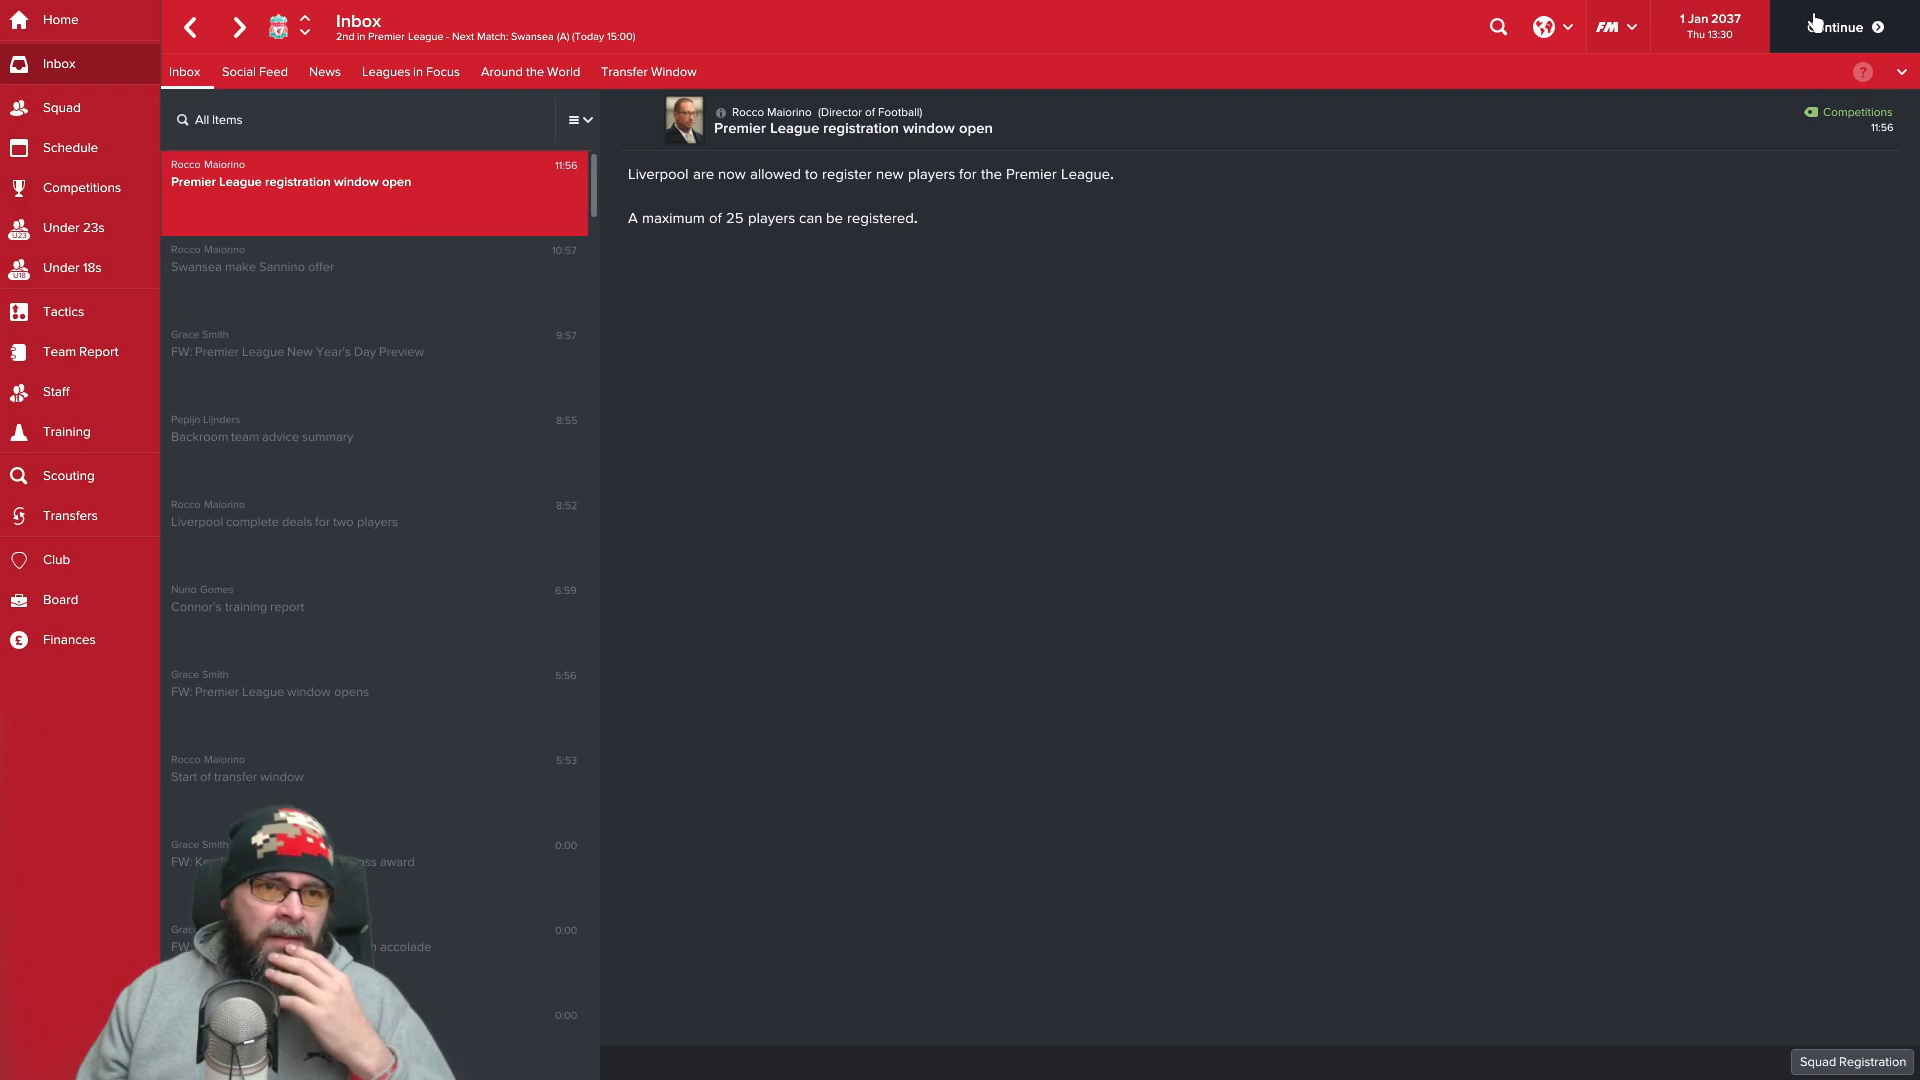 Home
Inbox
Squad
Schedule
Competitions
Under 23s
Under 18s
Tactics
Team Report
Staff
Training
Scouting
Transfers
Club
Board
Finances
Inbox
2nd in Premier League - Next Match: Swansea (A) (Today 15:00)
FM
1 Jan 2037
Thu 13:30
Inbox
Social Feed
News
Leagues in Focus
Around the World
Transfer Window
?
All Items
Rocco Maiorino 11:56
Premier League registration window open
Rocco Maiorino 10:57
Swansea make Sannino offer
Grace Smith 9:57
FW: Premier League New Year's Day Preview
Pepijn Lijnders 8:55
Backroom team advice summary
Rocco Maiorino 8:52
Liverpool complete deals for two players
Nuno Gomes 6:59
Connor's training report
Grace Smith 5:56
FW: Premier League window opens
Rocco Maiorino 5:53
Start of transfer window
Grace Smith 0:00
FW: award
0:00
accolade
0:00
Rocco Maiorino (Director of Football)
Premier League registration window open
Competitions
11:56
Liverpool are now allowed to register new players for the Premier League.
A maximum of 25 players can be registered.
Squad Registration